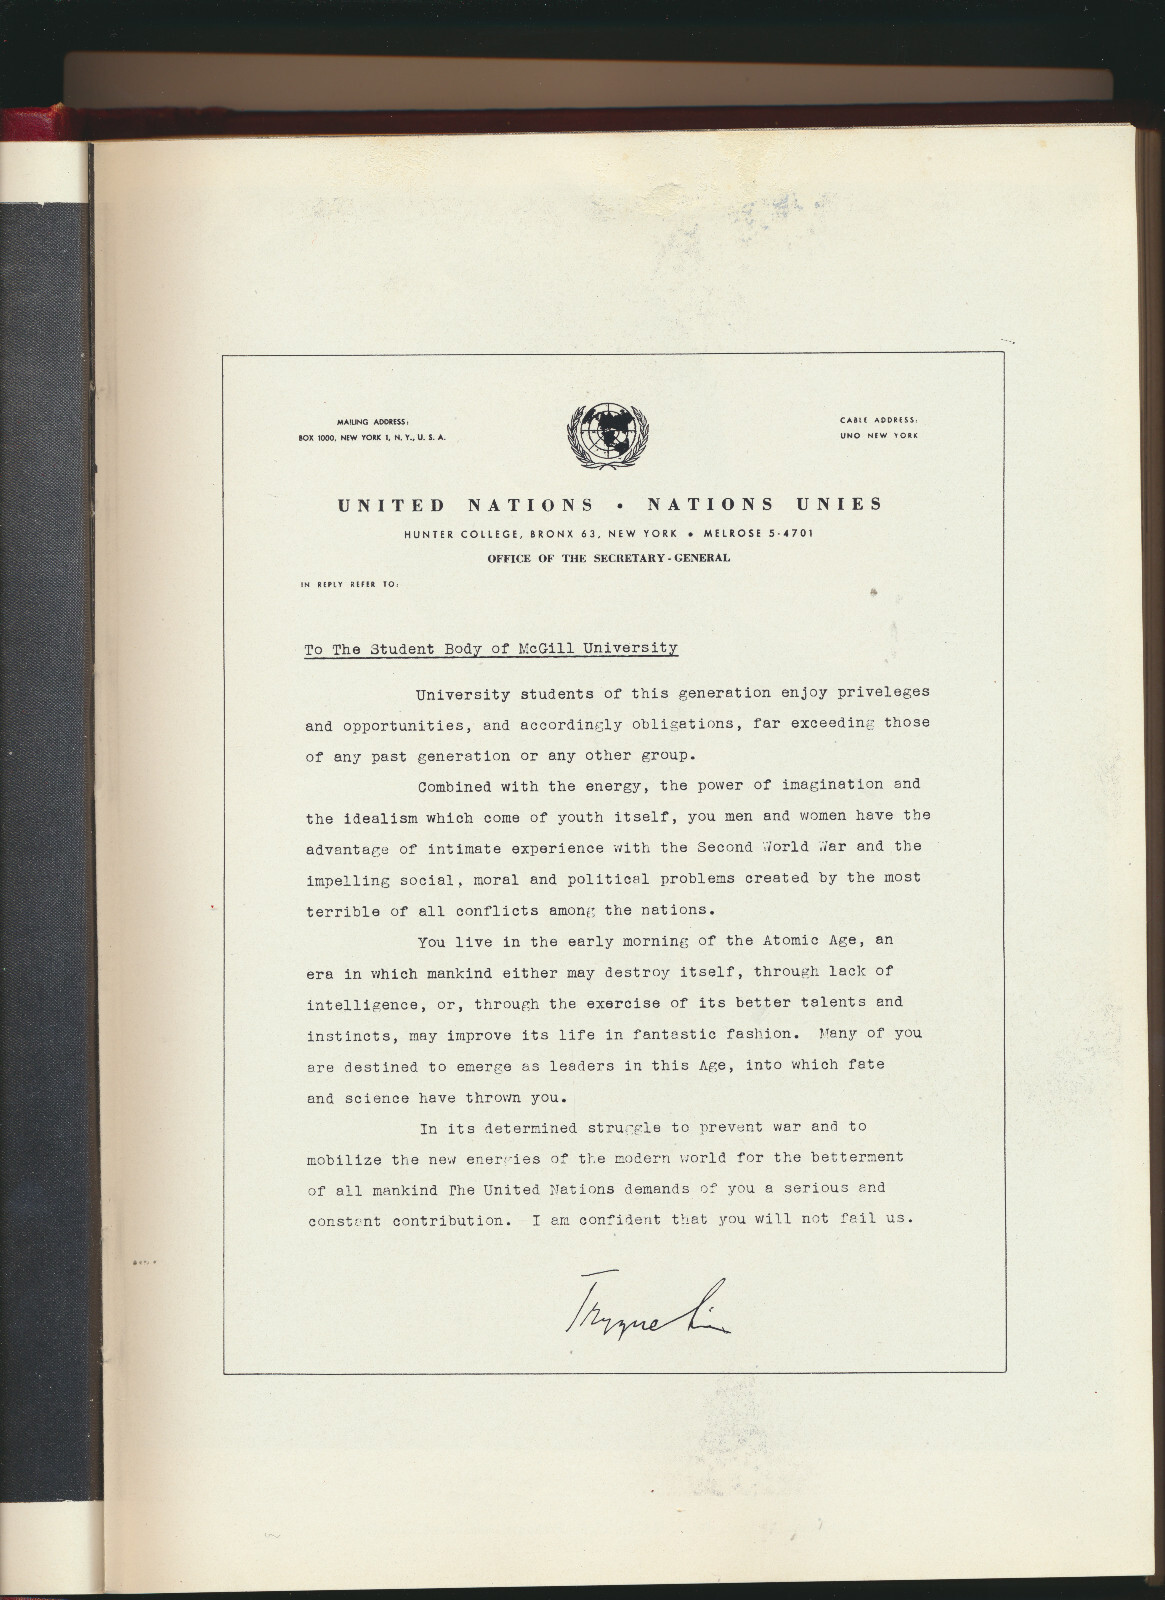 MAILING ADDRESS:
BOX 1000, NEW YORK 1, N. Y., U. S. A.
CABLE ADDRESS:
UNO NEW YORK
UNITED NATIONS • NATIONS UNIES
HUNTER COLLEGE, BRONX 63, NEW YORK • MELROSE 5-4701
OFFICE OF THE SECRETARY-GENERAL
IN REPLY REFER TO:
To The Student Body of McGill University
University students of this generation enjoy priveleges
and opportunities, and accordingly obligations, far exceeding those
of any past generation or any other group.
Combined with the energy, the power of imagination and
the idealism which come of youth itself, you men and women have the
advantage of intimate experience with the Second World War and the
impelling social, moral and political problems created by the most
terrible of all conflicts among the nations.
You live in the early morning of the Atomic Age, an
era in which mankind either may destroy itself, through lack of
intelligence, or, through the exercise of its better talents and
instincts, may improve its life in fantastic fashion. Many of you
are destined to emerge as leaders in this Age, into which fate
and science have thrown you.
In its determined struggle to prevent war and to
mobilize the new energies of the modern world for the betterment
of all mankind The United Nations demands of you a serious and
constant contribution. I am confident that you will not fail us.
Trygve Lie